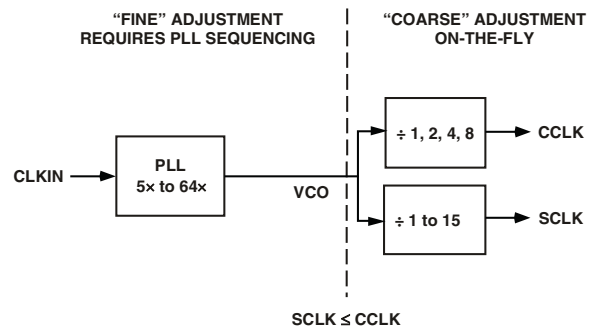 “FINE” ADJUSTMENT
REQUIRES PLL SEQUENCING
“COARSE” ADJUSTMENT
ON-THE-FLY
CLKIN
PLL
5× to 64×
VCO
÷ 1, 2, 4, 8
CCLK
÷ 1 to 15
SCLK
SCLK ≤ CCLK